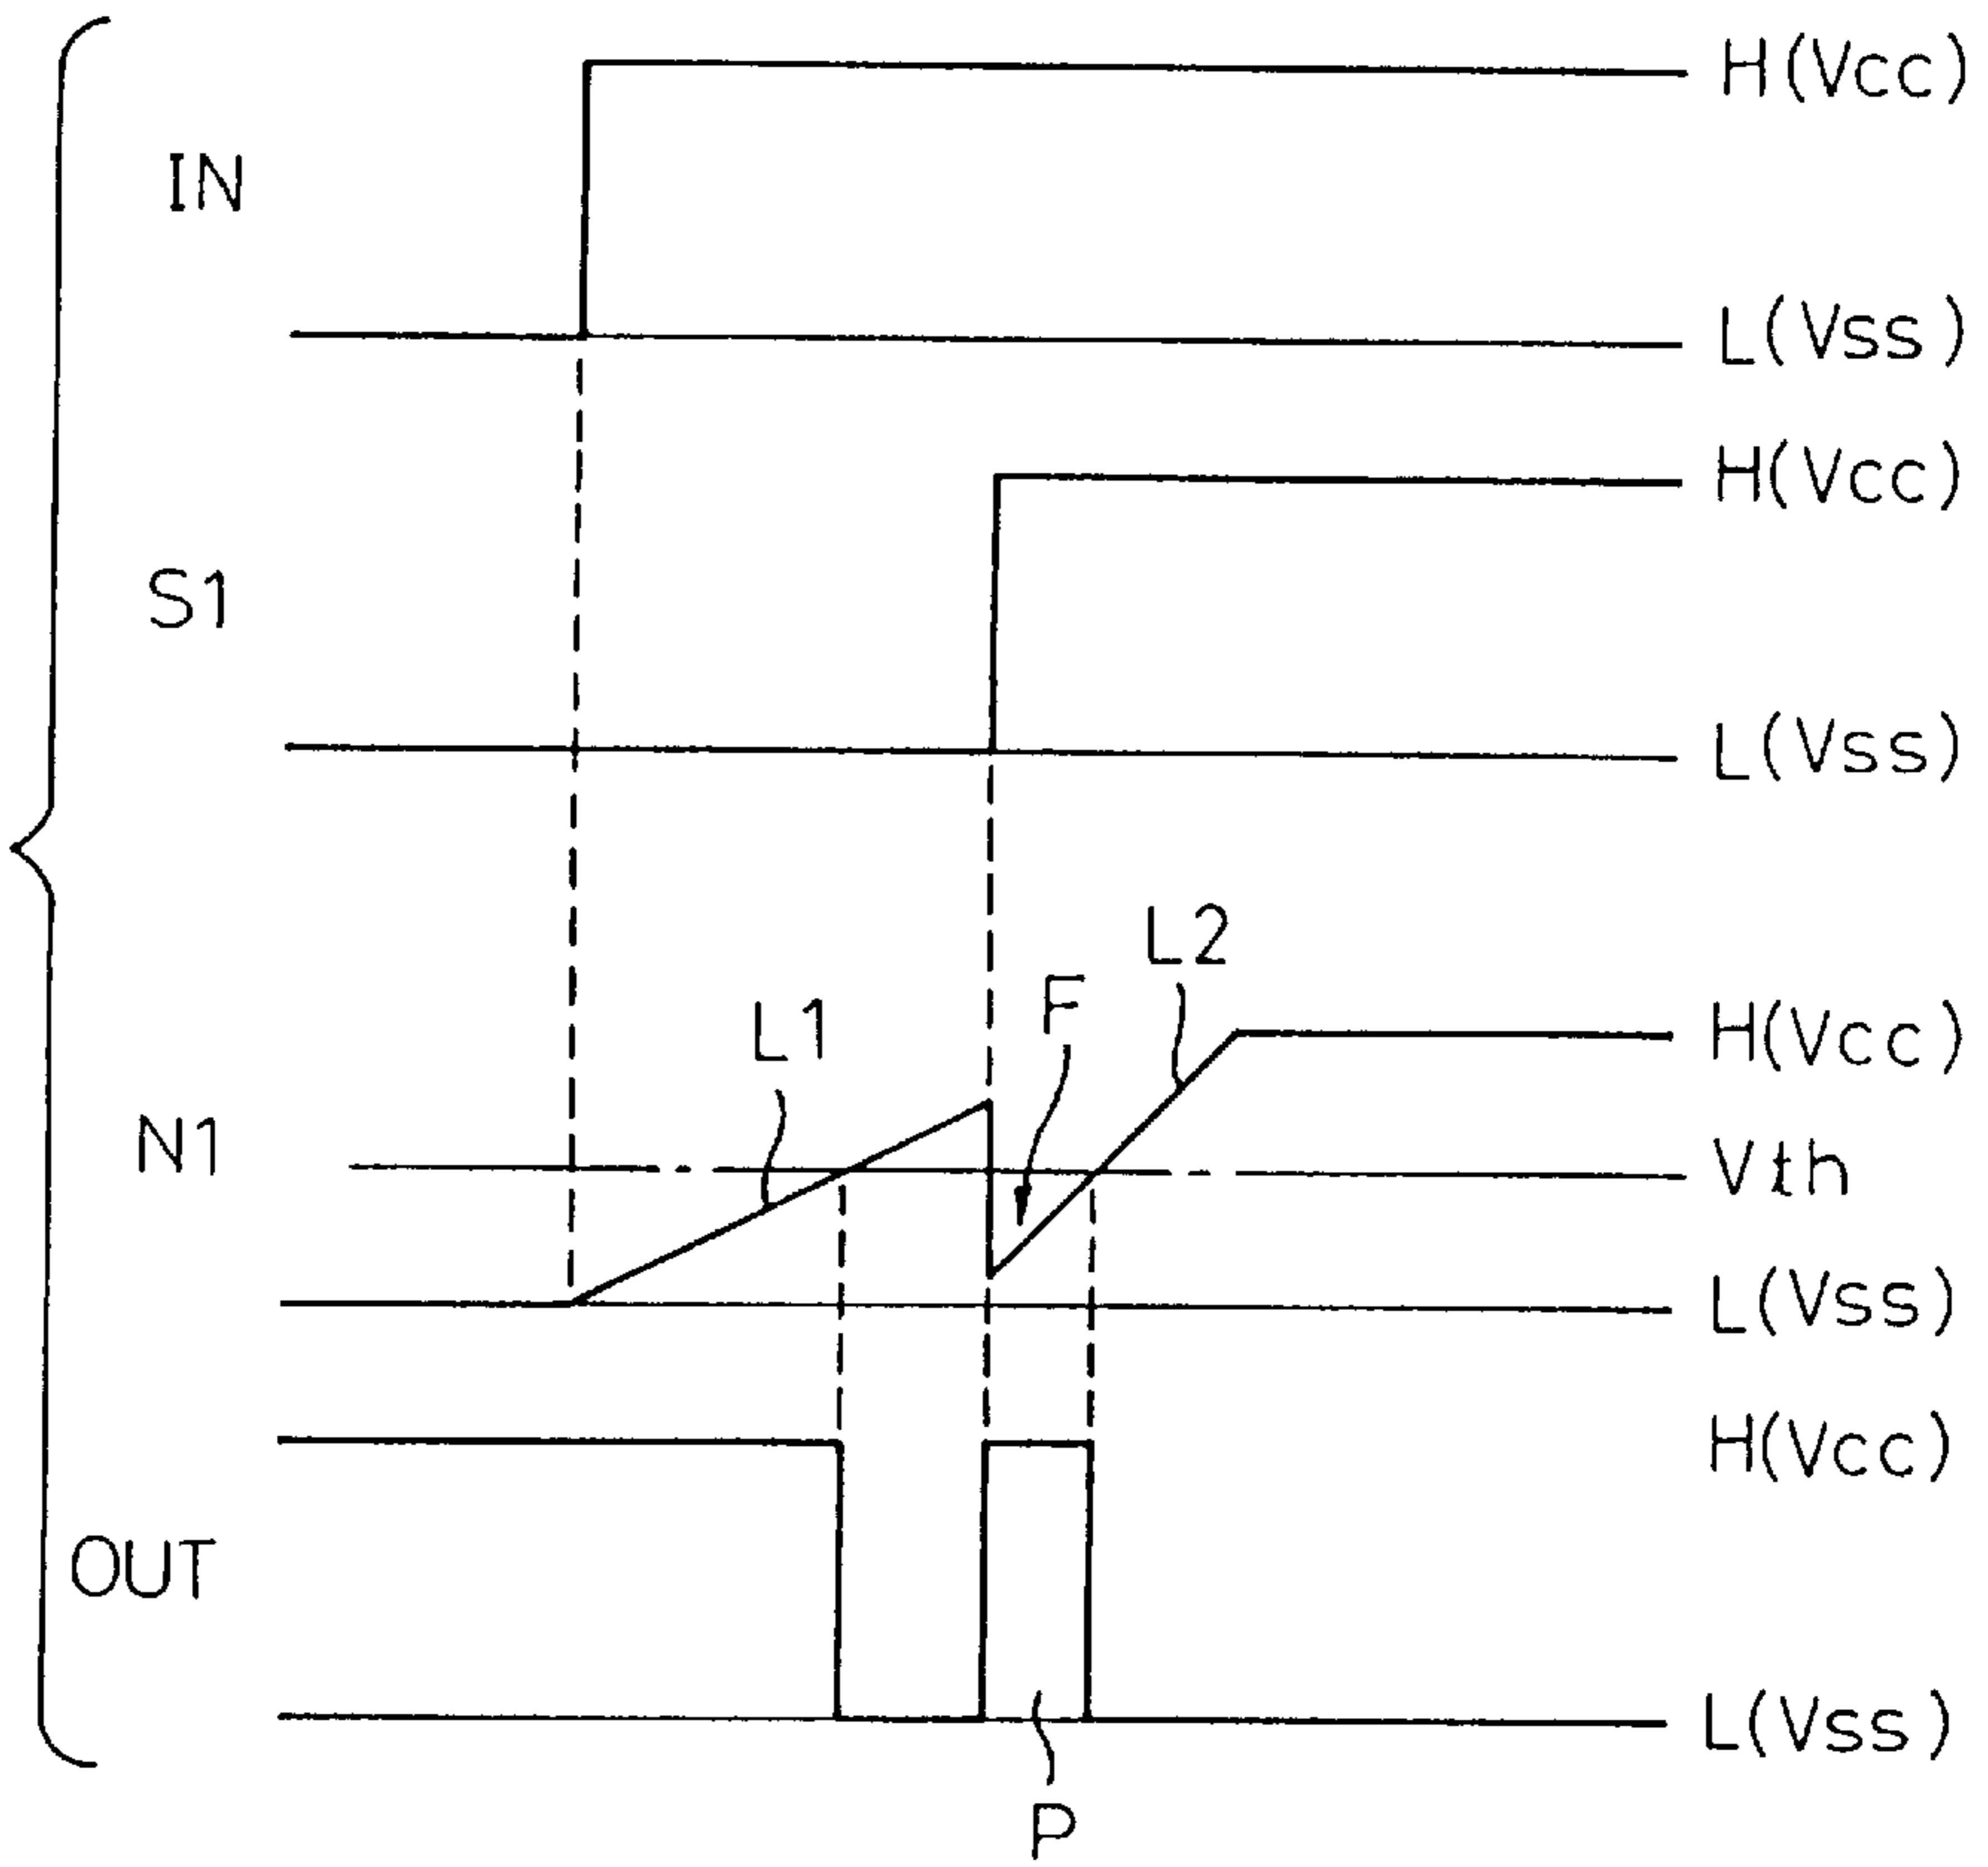 H(Vcc)
IN
L(Vss)
H(Vcc)
S1
L(Vss)
L2
F
L1
H(Vcc)
N1
Vth
L(Vss)
H(Vcc)
OUT
L(Vss)
P